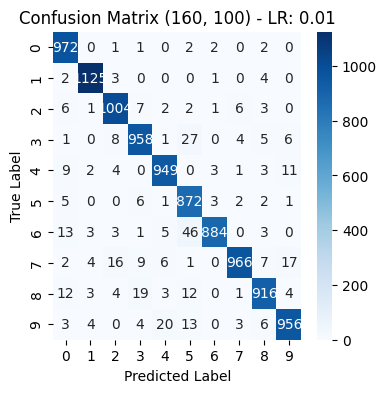 Confusion Matrix (160, 100) - LR: 0.01
0 972 0 1 1 0 2 2 0 2 0
1 2 1125 3 0 0 0 1 0 4 0
2 6 1 1004 7 2 2 1 6 3 0
3 1 0 8 958 1 27 0 4 5 6
4 9 2 4 0 949 0 3 1 3 11
5 5 0 0 6 1 872 3 2 2 1
6 13 3 3 1 5 46 884 0 3 0
7 2 4 16 9 6 1 0 966 7 17
8 12 3 4 19 3 12 0 1 916 4
9 3 4 0 4 20 13 0 3 6 956
0 1 2 3 4 5 6 7 8 9
Predicted Label
True Label
1000
800
600
400
200
0